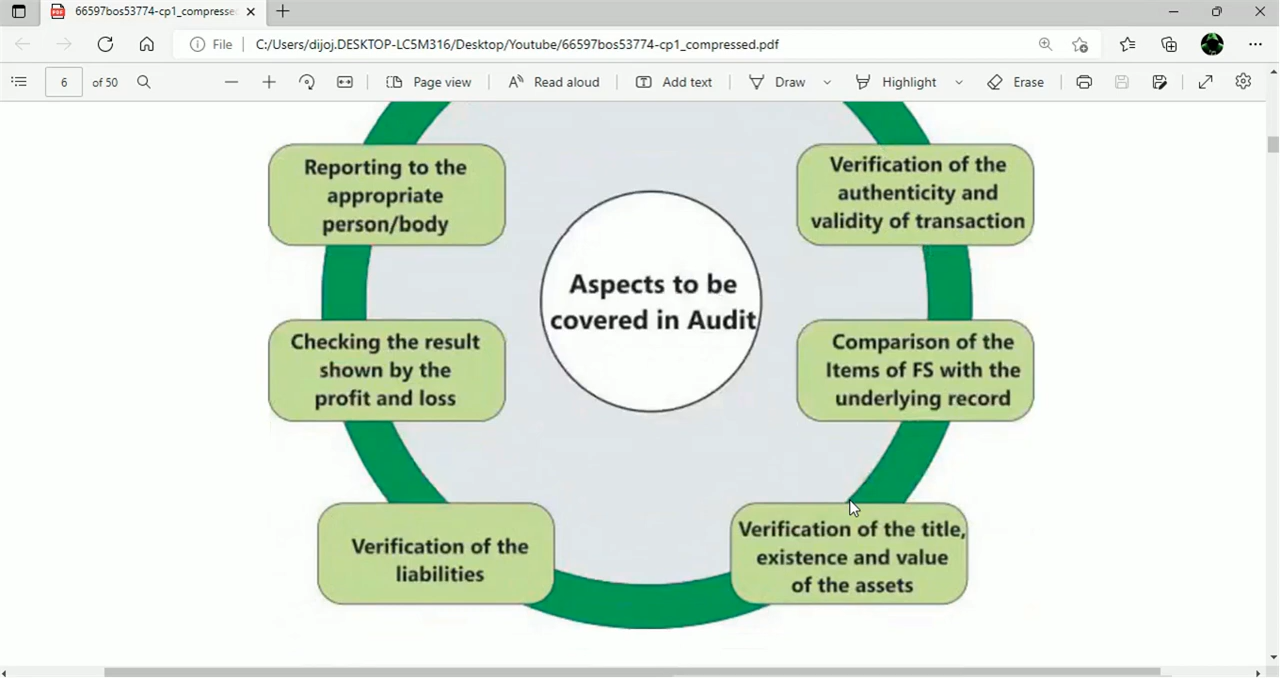 66597bos53774-cp1_compresse
File
C:/Users/dijoj.DESKTOP-LC5M316/Desktop/Youtube/66597bos53774-cp1_compressed.pdf
6 of 50
Page view
Read aloud
Add text
Draw
Highlight
Erase
Reporting to the
appropriate
person/body
Verification of the
authenticity and
validity of transaction
Aspects to be
covered in Audit
Checking the result
shown by the
profit and loss
Comparison of the
Items of FS with the
underlying record
Verification of the
liabilities
Verification of the title,
existence and value
of the assets